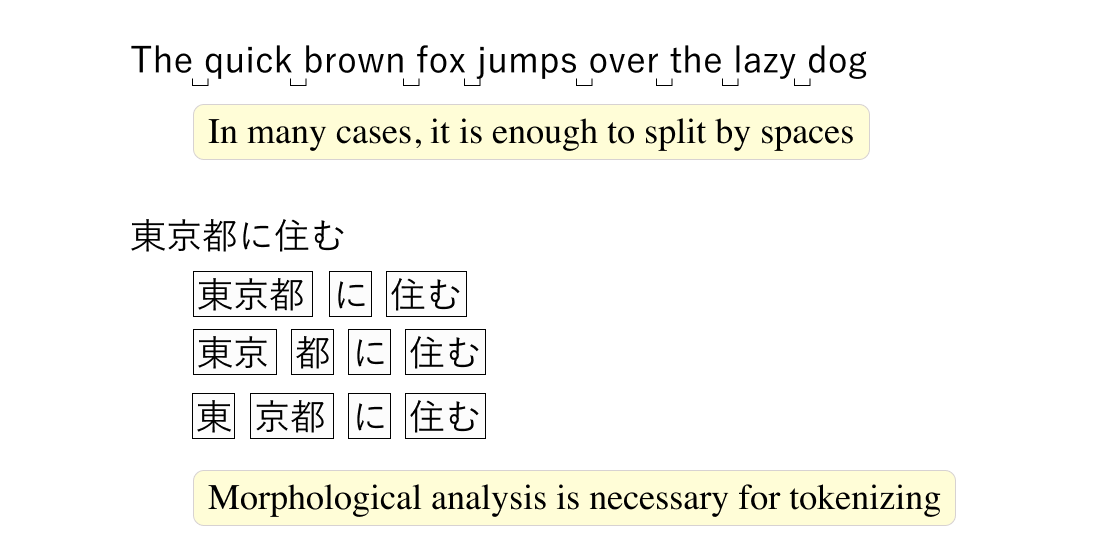 The quick brown fox jumps over the lazy dog
In many cases, it is enough to split by spaces
東京都に住む
東京都 に 住む
東京 都 に 住む
東 京都 に 住む
Morphological analysis is necessary for tokenizing